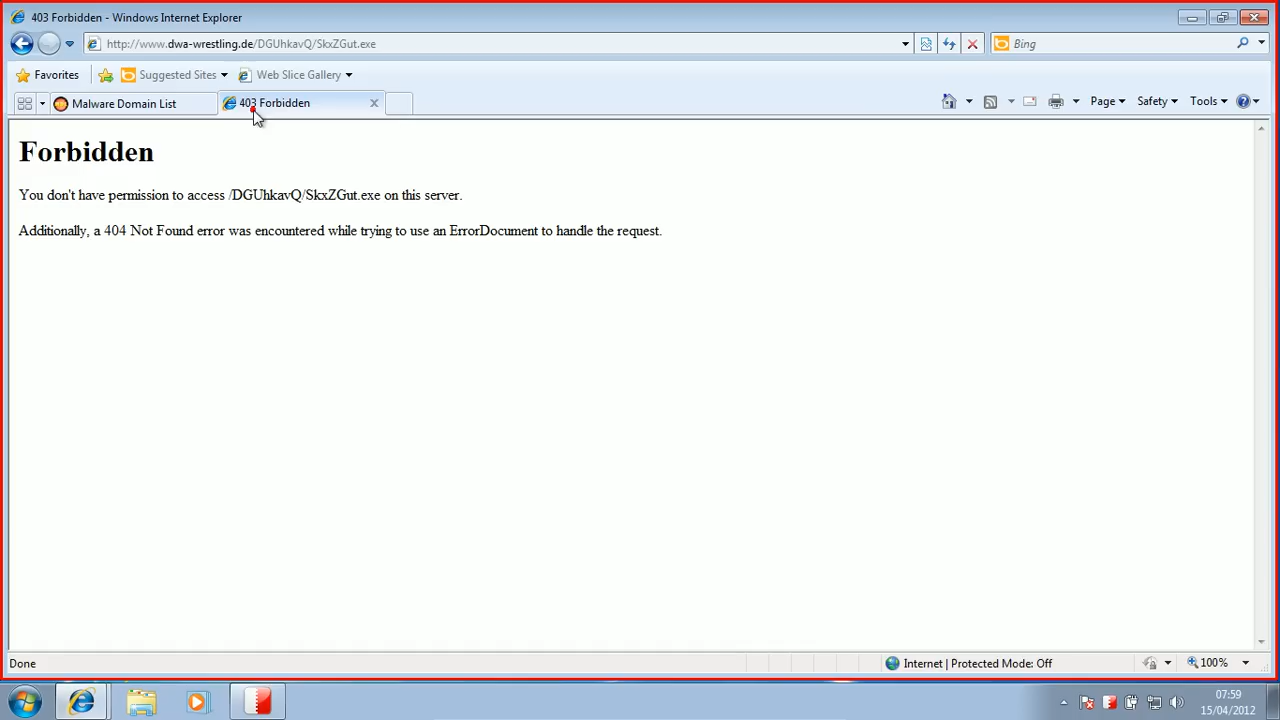 403 Forbidden - Windows Internet Explorer
http://www.dwa-wrestling.de/DGUhkavQ/SkxZGut.exe
Bing
Favorites
Suggested Sites
Web Slice Gallery
Malware Domain List
403 Forbidden
Page
Safety
Tools
Forbidden
You don't have permission to access /DGUhkavQ/SkxZGut.exe on this server.
Additionally, a 404 Not Found error was encountered while trying to use an ErrorDocument to handle the request.
Done
Internet | Protected Mode: Off
100%
07:59
15/04/2012